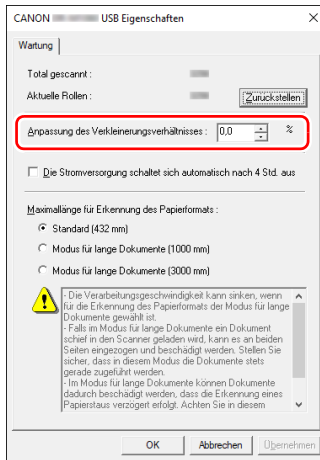 CANON USB Eigenschaften
Wartung
Total gescannt :
Aktuelle Rollen : Zurückstellen
Anpassung des Verkleinerungsverhältnisses : 0,0 %
Die Stromversorgung schaltet sich automatisch nach 4 Std. aus
Maximallänge für Erkennung des Papierformats :
Standard (432 mm)
Modus für lange Dokumente (1000 mm)
Modus für lange Dokumente (3000 mm)
- Die Verarbeitungsgeschwindigkeit kann sinken, wenn
für die Erkennung des Papierformats der Modus für lange
Dokumente gewählt ist.
- Falls im Modus für lange Dokumente ein Dokument
schief in den Scanner geladen wird, kann es an beiden
Seiten eingezogen und beschädigt werden. Stellen Sie
sicher, dass in diesem Modus die Dokumente stets
gerade zugeführt werden.
- Im Modus für lange Dokumente können Dokumente
dadurch beschädigt werden, dass die Erkennung eines
Papierstaus verzögert erfolgt. Achten Sie in diesem
OK Abbrechen Übernehmen